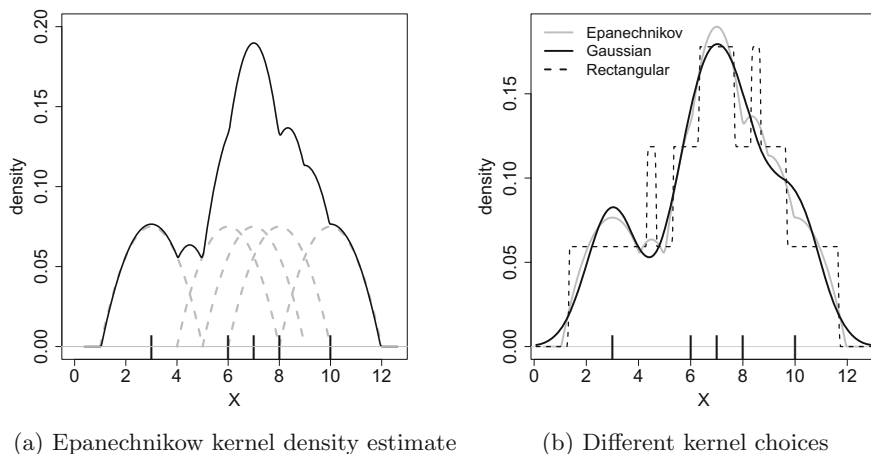 0.20
0.15
0.10
0.05
0.00
density
0 2 4 6 8 10 12
X
(a) Epanechnikow kernel density estimate
Epanechnikov
Gaussian
Rectangular
0.15
0.10
0.05
0.00
density
0 2 4 6 8 10 12
X
(b) Different kernel choices